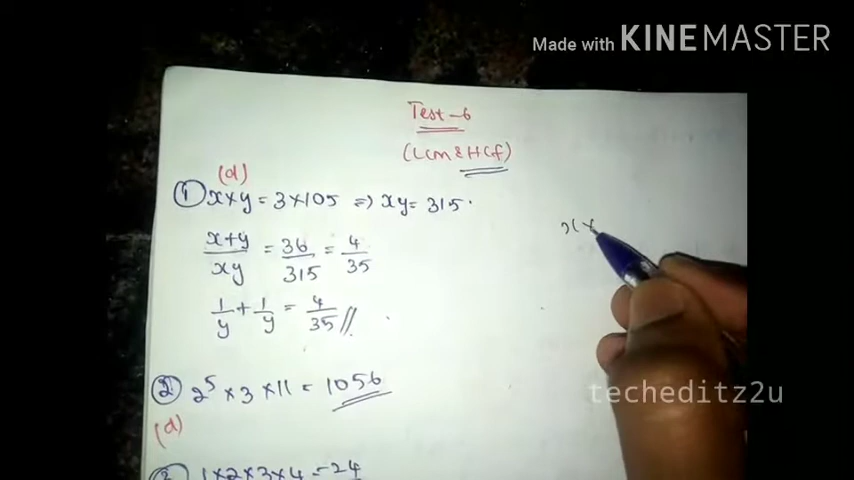 Made with KINEMASTER
Test-6
(LCM & HCf)
(d)
① x×y = 3×105 => xy = 315.
x+y/xy = 36/315 = 4/35
1/y + 1/y = 4/35 //
x×
② 2⁵ × 3 × 11 = 1056
techeditz2u
(d)
③ 1×2×3×4 = 24